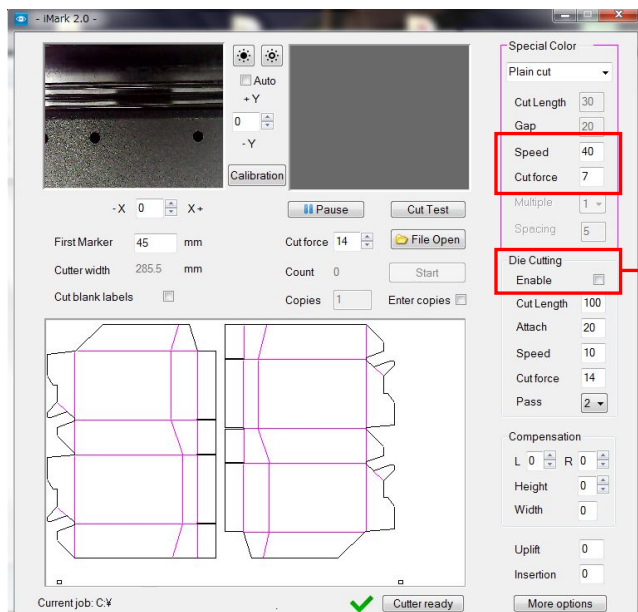 - iMark 2.0 -
Auto
+ Y
0
- Y
Calibration
- X 0 X +
Pause
Cut Test
First Marker 45 mm
Cut force 14
File Open
Cutter width 285.5 mm
Count 0
Start
Cut blank labels
Copies 1
Enter copies
Special Color
Plain cut
Cut Length 30
Gap 20
Speed 40
Cut force 7
Multiple 1
Spacing 5
Die Cutting
Enable
Cut Length 100
Attach 20
Speed 10
Cut force 14
Pass 2
Compensation
L 0 R 0
Height 0
Width 0
Uplift 0
Insertion 0
Current job: C:¥
Cutter ready
More options